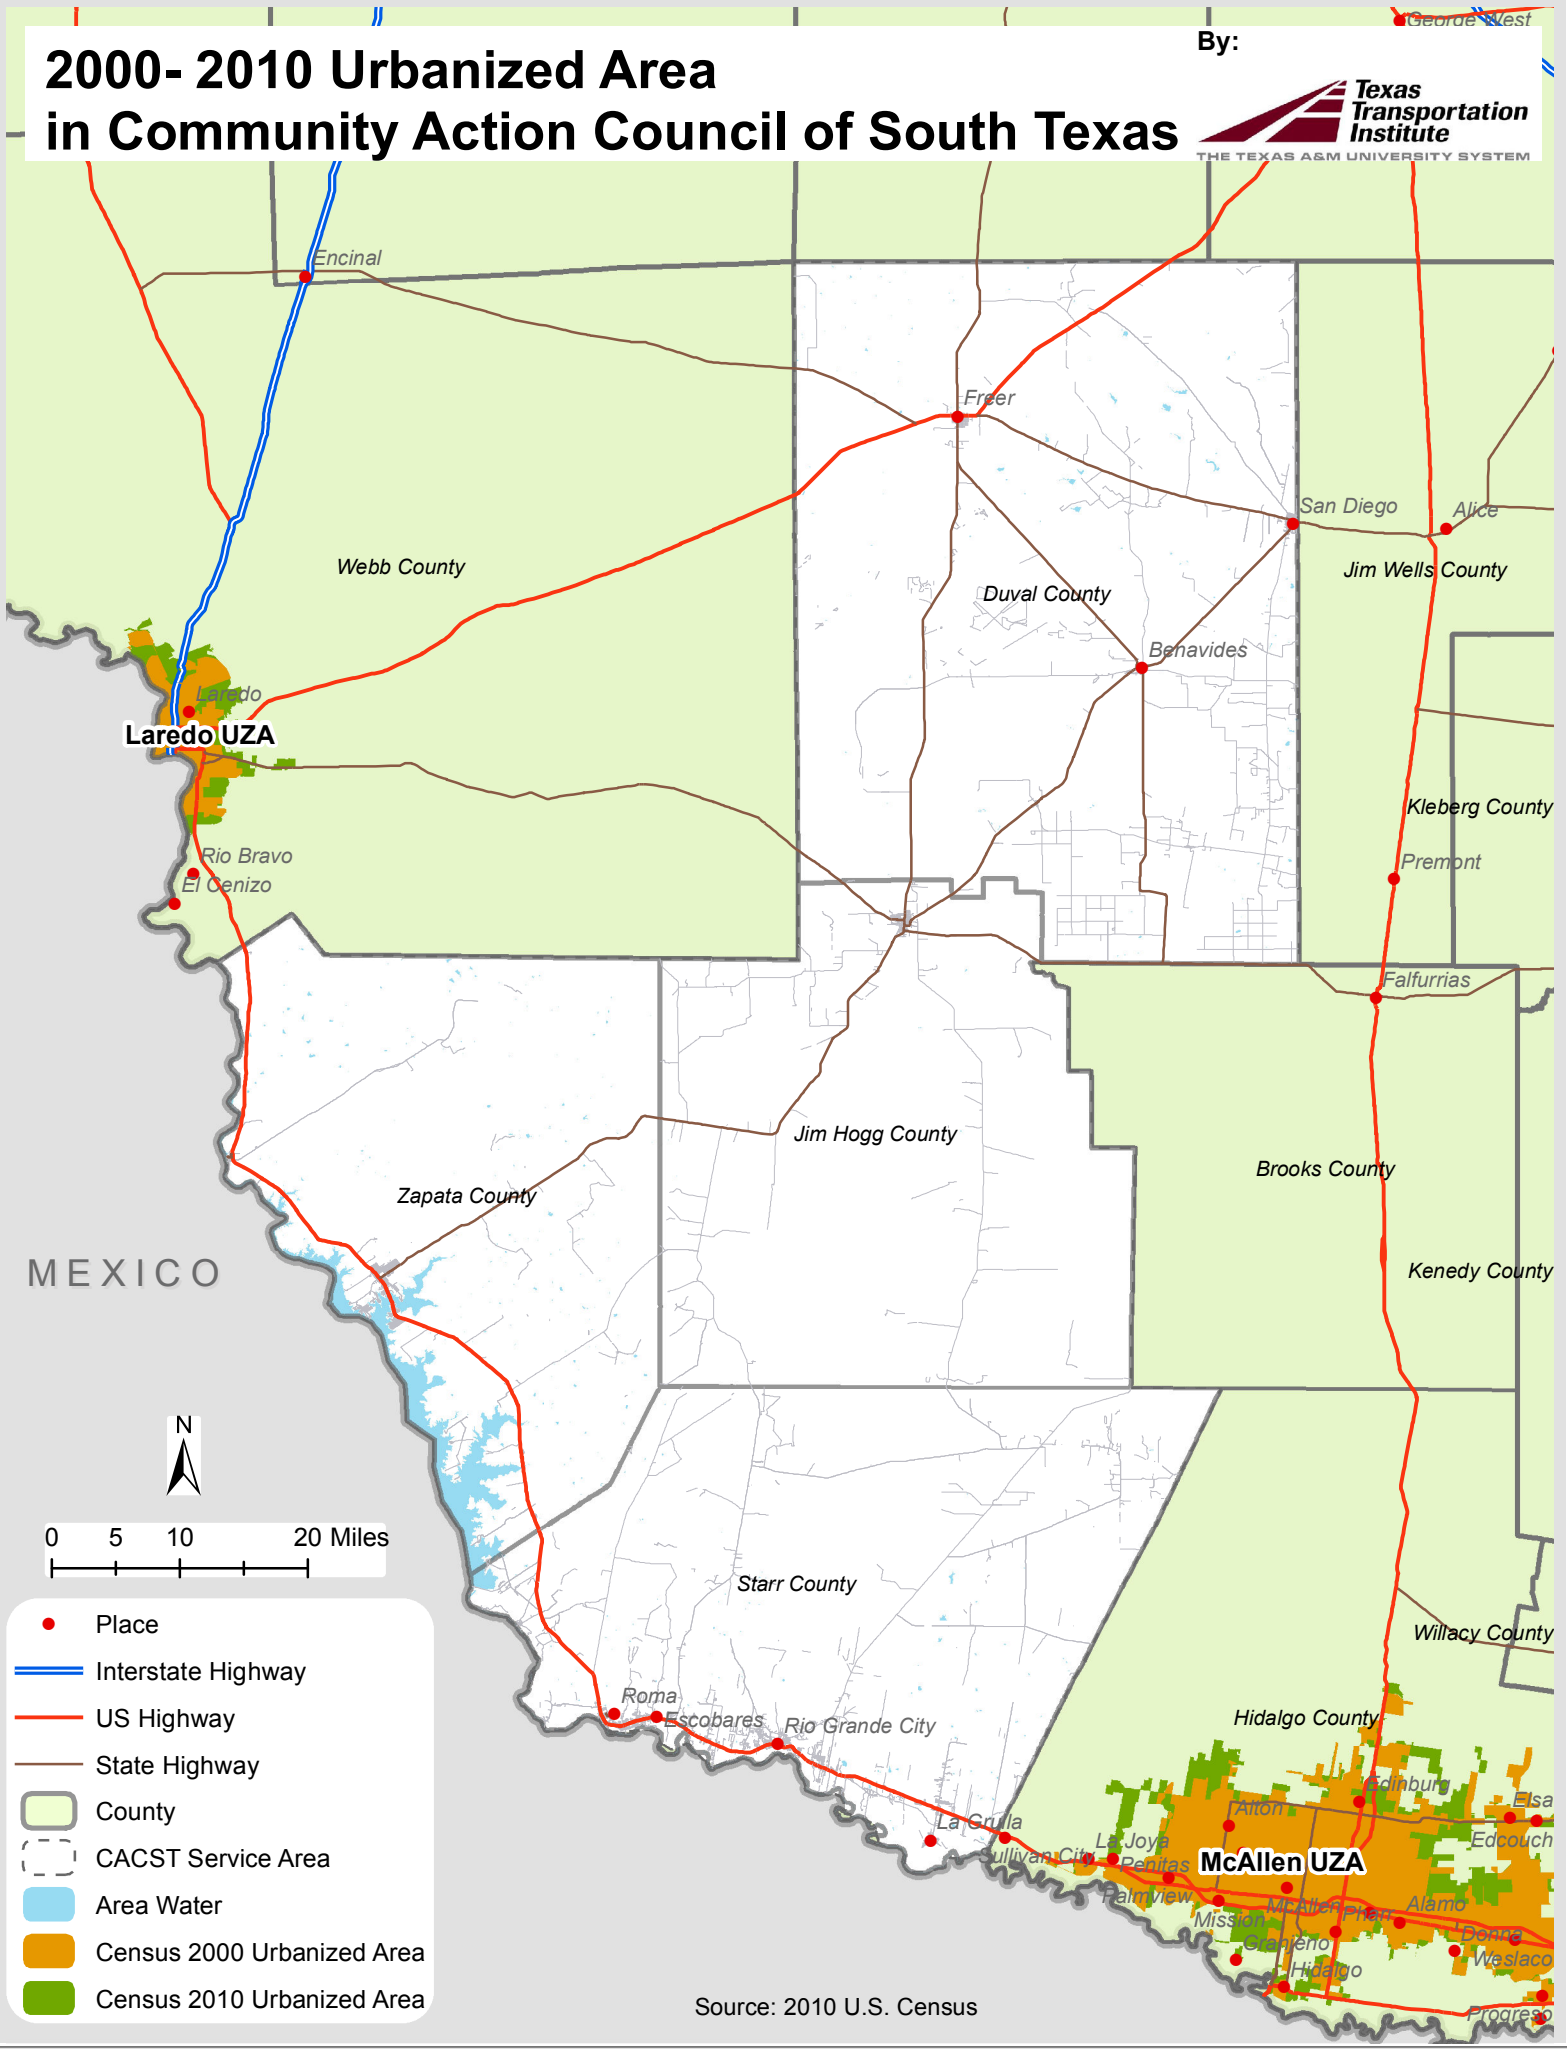 George West
By:
2000- 2010 Urbanized Area
in Community Action Council of South Texas
Texas
Transportation
Institute
THE TEXAS A&M UNIVERSITY SYSTEM
Encinal
Freer
San Diego
Alice
Webb County
Jim Wells County
Duval County
Benavides
Laredo
Laredo UZA
Kleberg County
Rio Bravo
Premont
El Cenizo
Falfurrias
Jim Hogg County
Brooks County
Zapata County
MEXICO
Kenedy County
N
0 5 10 20 Miles
Starr County
Place
Interstate Highway
US Highway
State Highway
County
CACST Service Area
Area Water
Census 2000 Urbanized Area
Census 2010 Urbanized Area
Willacy County
Roma
Escobares
Rio Grande City
Hidalgo County
Edinburg
Elsa
Alton
La Grulla
La Joya
Edcouch
Sullivan City
Penitas
McAllen UZA
Palmview
Mission
McAllen
Pharr
Alamo
Donna
Granjeno
Weslaco
Hidalgo
Progreso
Source: 2010 U.S. Census